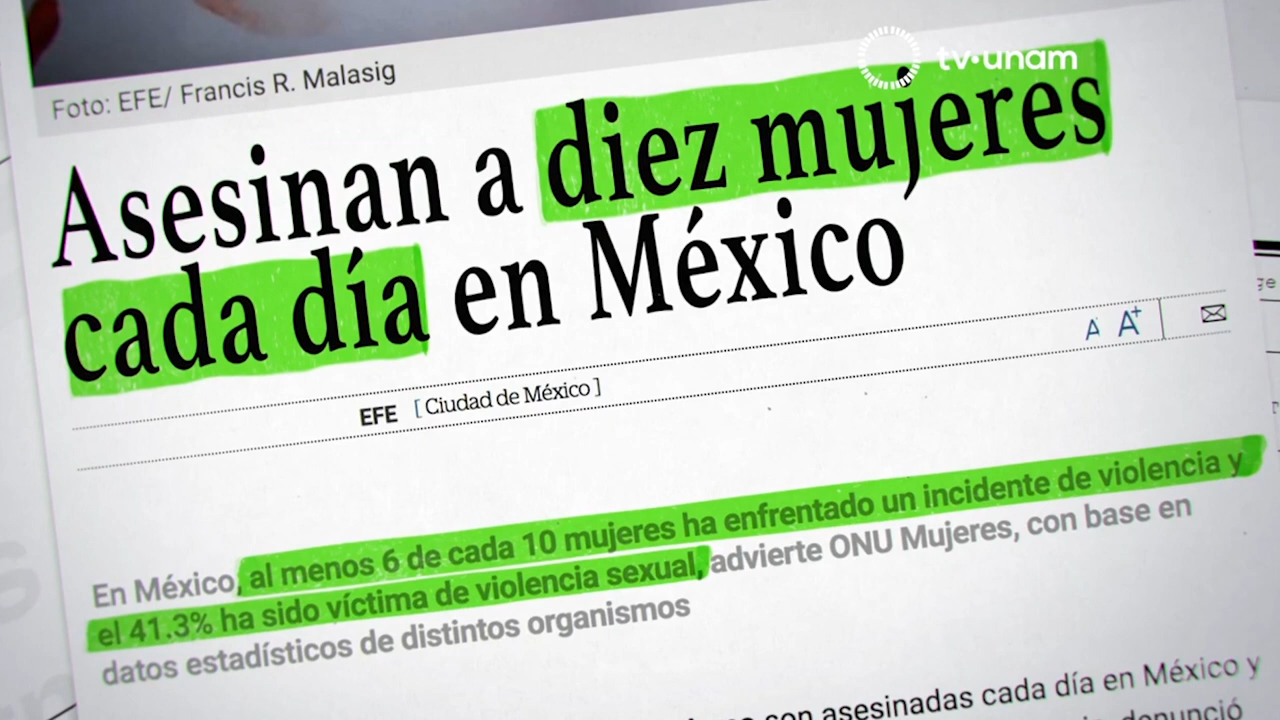 tv·unam
Foto: EFE/ Francis R. Malasig
Asesinan a diez mujeres
cada día en México
A A+
EFE [ Ciudad de México ]
En México, al menos 6 de cada 10 mujeres ha enfrentado un incidente de violencia y
el 41.3% ha sido víctima de violencia sexual, advierte ONU Mujeres, con base en
datos estadísticos de distintos organismos
son asesinadas cada día en México y
denunció